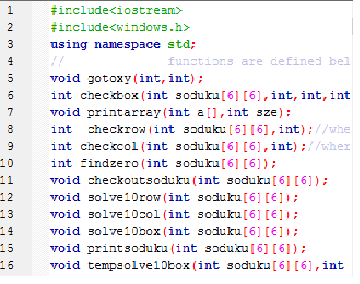 1 #include<iostream>
2 #include<windows.h>
3 using namespace std;
4 // functions are defined bel
5 void gotoxy(int,int);
6 int checkbox(int soduku[6][6],int,int,int
7 void printarray(int a[],int sze);
8 int checkrow(int soduku[6][6],int);//wher
9 int checkcol(int soduku[6][6],int);//wher
10 int findzero(int soduku[6][6]);
11 void checkoutsoduku(int soduku[6][6]);
12 void solve10row(int soduku[6][6]);
13 void solve10col(int soduku[6][6]);
14 void solve10box(int soduku[6][6]);
15 void printsoduku(int soduku[6][6]);
16 void tempsolve10box(int soduku[6][6],int